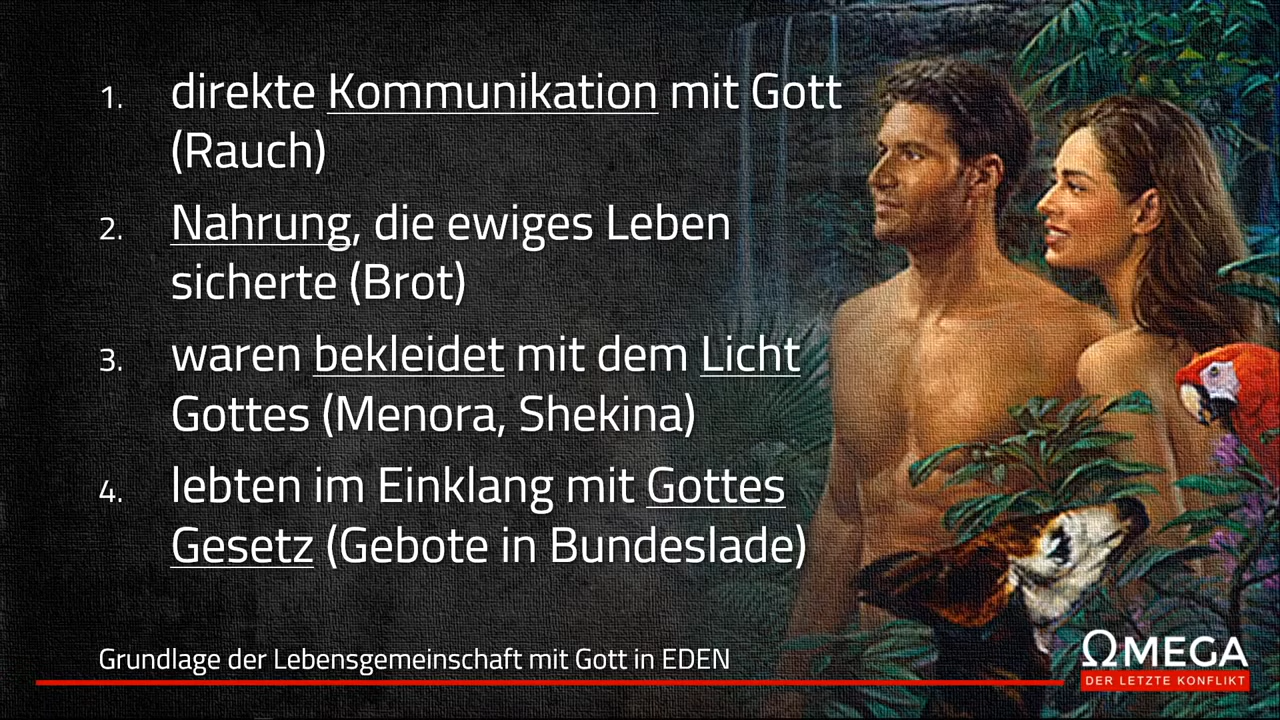 1. direkte Kommunikation mit Gott
(Rauch)
2. Nahrung, die ewiges Leben
sicherte (Brot)
3. waren bekleidet mit dem Licht
Gottes (Menora, Shekina)
4. lebten im Einklang mit Gottes
Gesetz (Gebote in Bundeslade)
Grundlage der Lebensgemeinschaft mit Gott in EDEN
ΩMEGA
DER LETZTE KONFLIKT